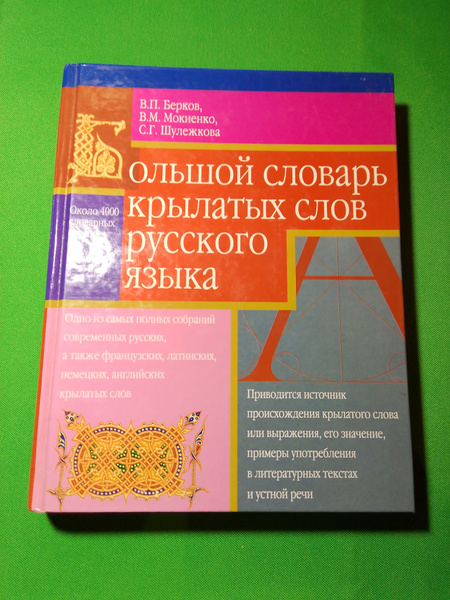 В.П. Берков,
В.М. Мокиенко,
С.Г. Шулежкова
Большой словарь
крылатых слов
русского
языка
Около 4000
словарных
Одно из самых полных собраний
современных русских,
а также французских, латинских,
немецких, английских
крылатых слов
Приводится источник
происхождения крылатого слова
или выражения, его значение,
примеры употребления
в литературных текстах
и устной речи